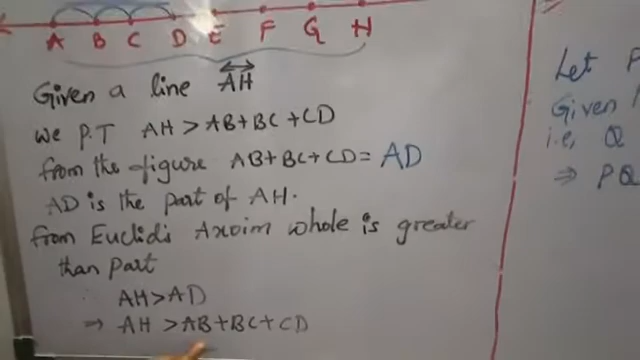 A B C D E F G H
Given a line AH
we P.T AH > AB+BC+CD
from the figure AB+BC+CD = AD
AD is the part of AH.
from Euclid's Axoim whole is greater
than part
AH > AD
⇒ AH > AB+BC+CD
Let P
Given
i.e, Q
⇒ PQ